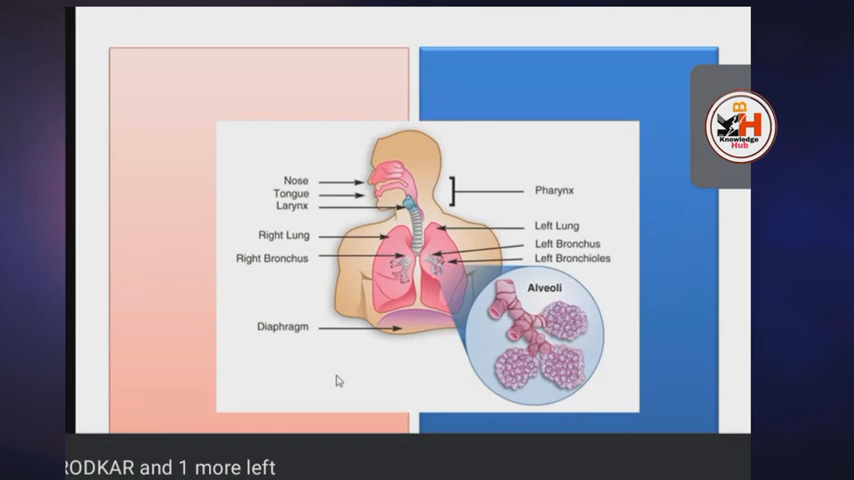 B
H
Knowledge
Hub
Nose
Tongue
Larynx
Right Lung
Right Bronchus
Diaphragm
Pharynx
Left Lung
Left Bronchus
Left Bronchioles
Alveoli
RODKAR and 1 more left